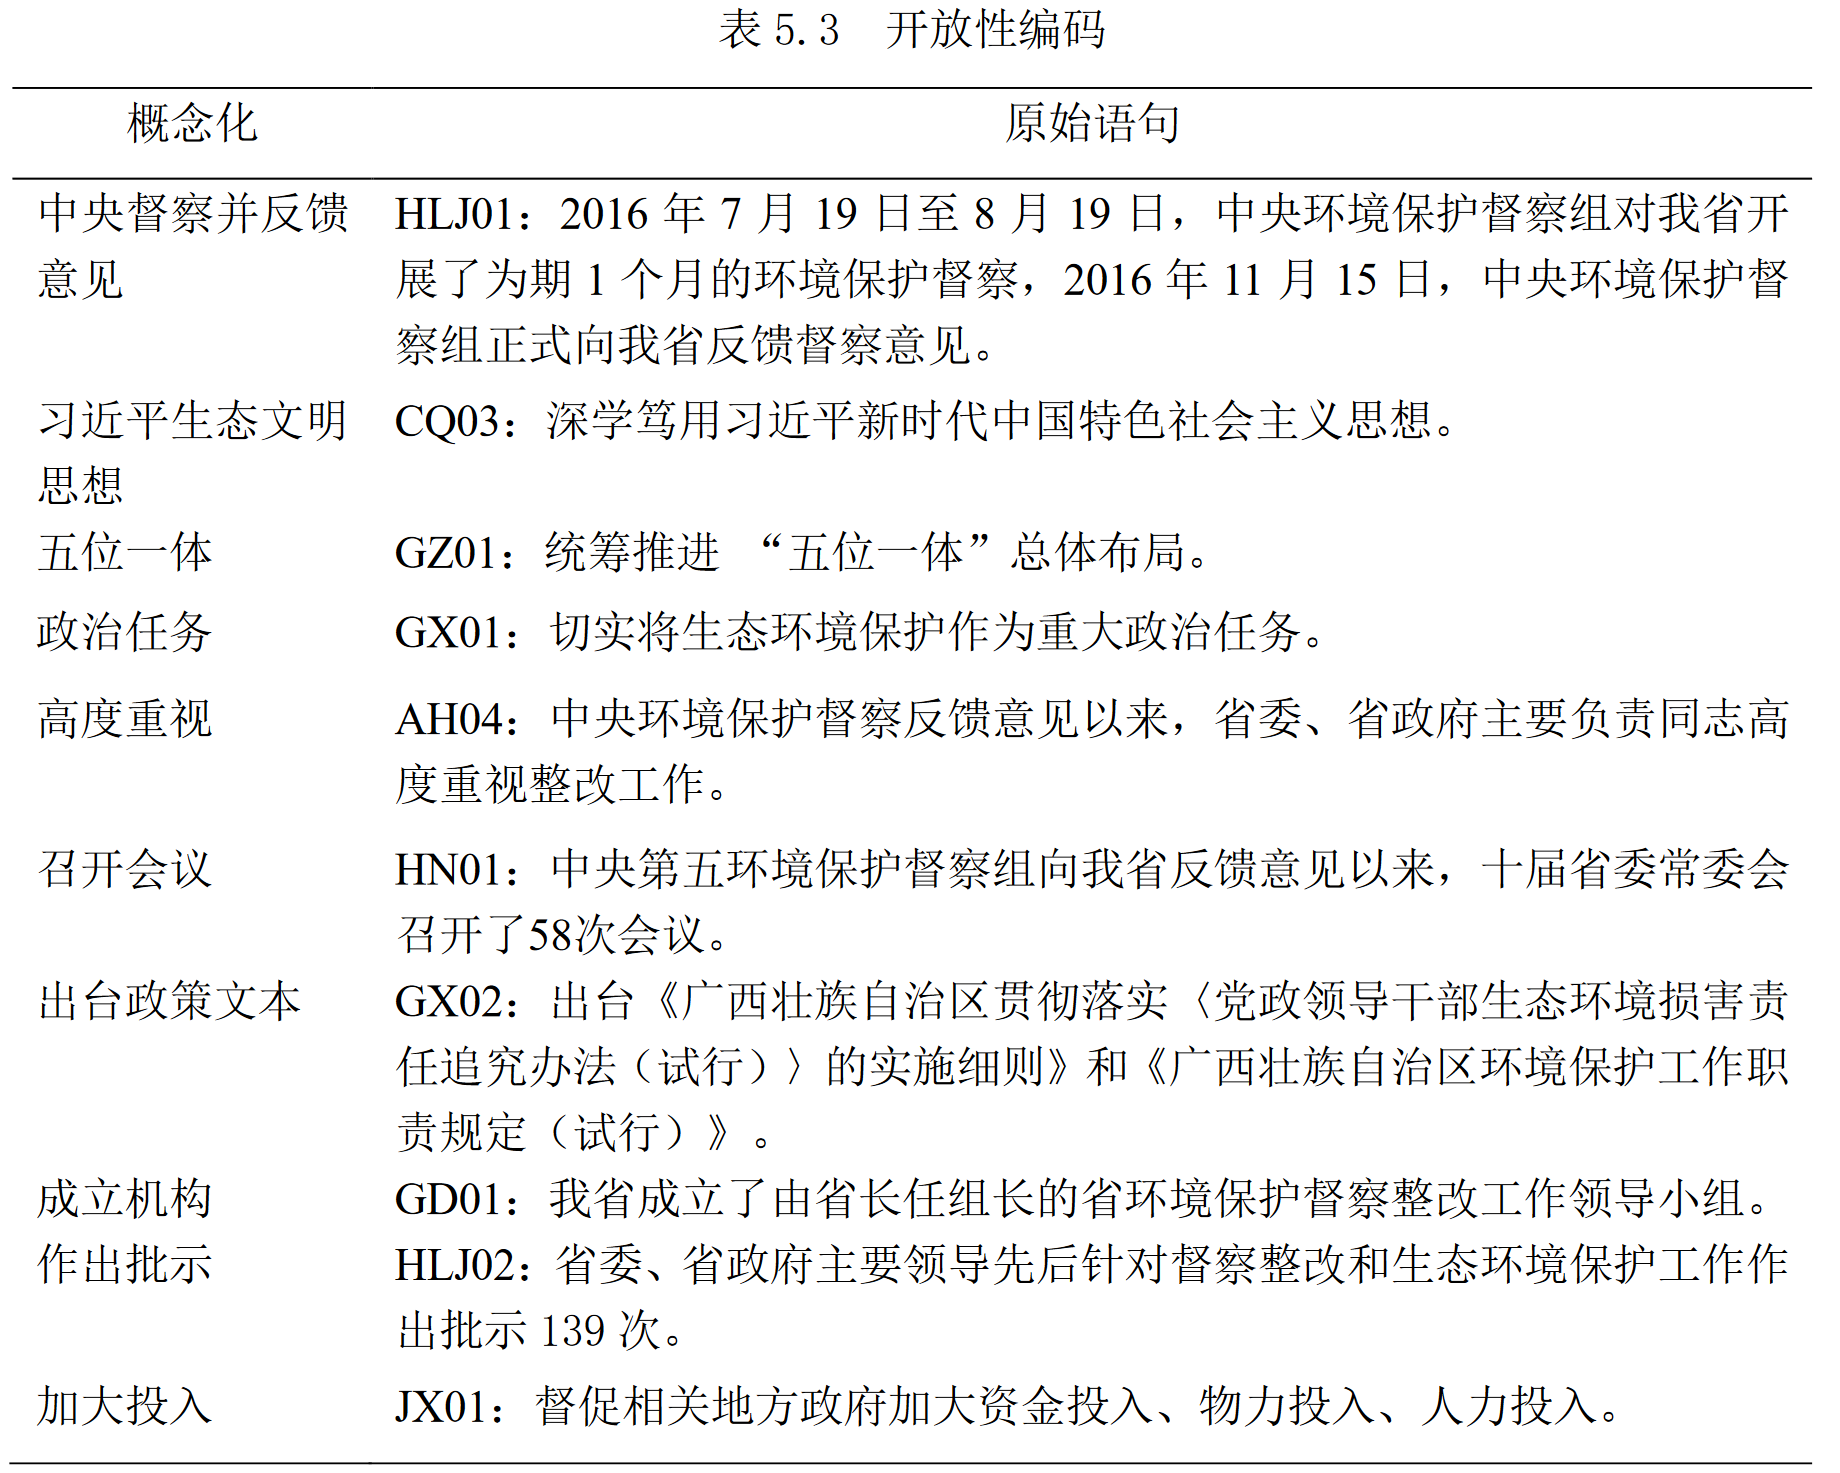 表 5.3 开放性编码
概念化 原始语句
中央督察并反馈 HLJ01：2016 年 7 月 19 日至 8 月 19 日，中央环境保护督察组对我省开
意见 展了为期 1 个月的环境保护督察，2016 年 11 月 15 日，中央环境保护督
察组正式向我省反馈督察意见。
习近平生态文明 CQ03：深学笃用习近平新时代中国特色社会主义思想。
思想
五位一体 GZ01：统筹推进 “五位一体”总体布局。
政治任务 GX01：切实将生态环境保护作为重大政治任务。
高度重视 AH04：中央环境保护督察反馈意见以来，省委、省政府主要负责同志高
度重视整改工作。
召开会议 HN01：中央第五环境保护督察组向我省反馈意见以来，十届省委常委会
召开了58次会议。
出台政策文本 GX02：出台《广西壮族自治区贯彻落实〈党政领导干部生态环境损害责
任追究办法（试行）〉的实施细则》和《广西壮族自治区环境保护工作职
责规定（试行）》。
成立机构 GD01：我省成立了由省长任组长的省环境保护督察整改工作领导小组。
作出批示 HLJ02：省委、省政府主要领导先后针对督察整改和生态环境保护工作作
出批示 139 次。
加大投入 JX01：督促相关地方政府加大资金投入、物力投入、人力投入。